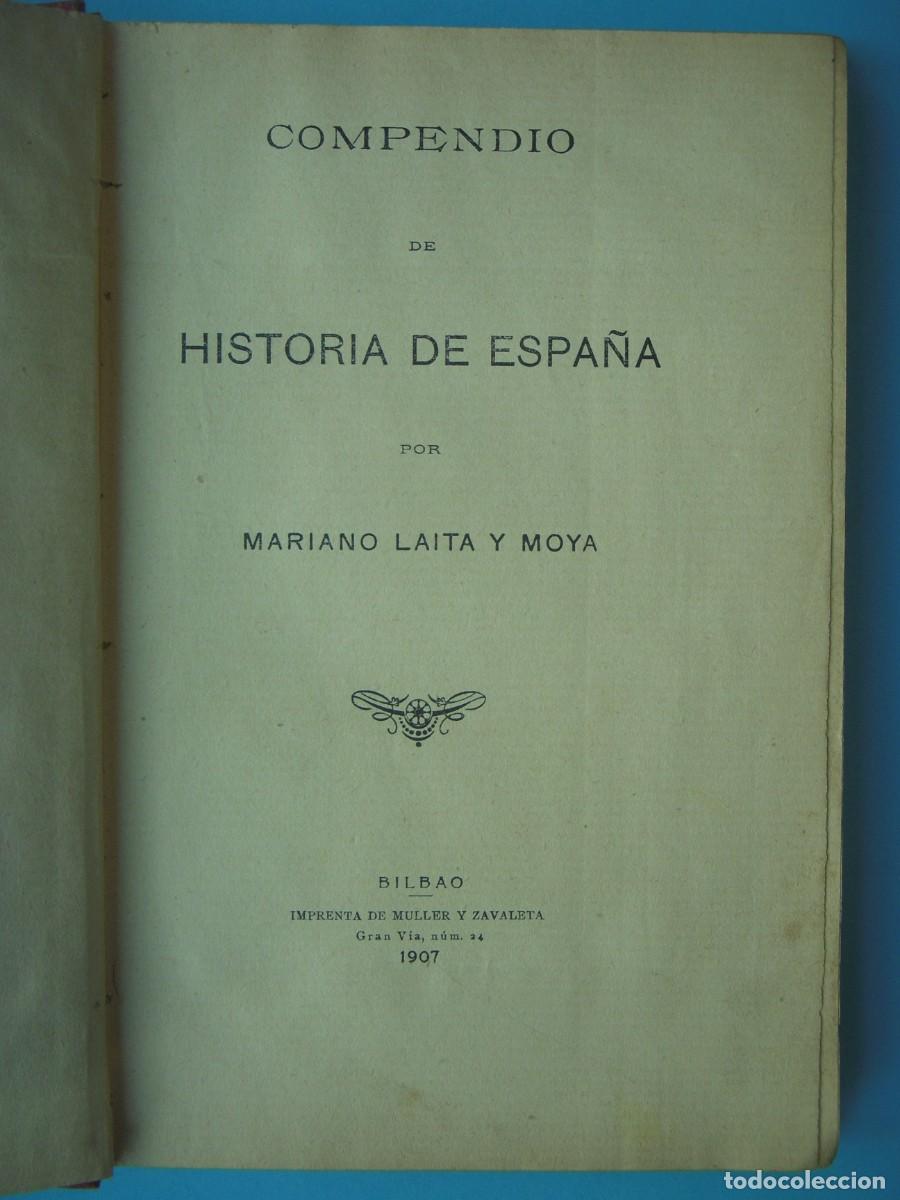 COMPENDIO
DE
HISTORIA DE ESPAÑA
POR
MARIANO LAITA Y MOYA
BILBAO
IMPRENTA DE MULLER Y ZAVALETA
Gran Vía, núm. 24
1907
todocoleccion